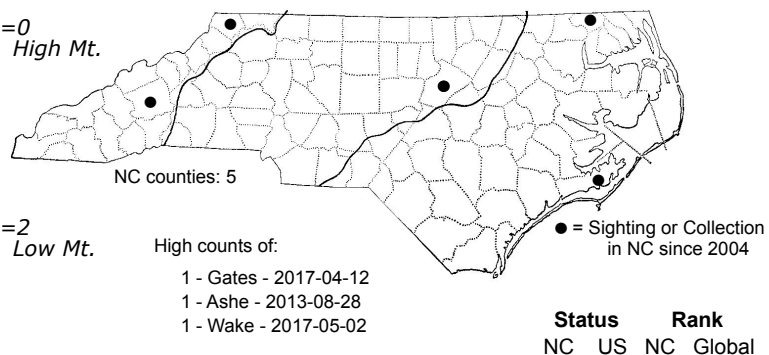 =0
High Mt.
NC counties: 5
=2
Low Mt.
High counts of:
1 - Gates - 2017-04-12
1 - Ashe - 2013-08-28
1 - Wake - 2017-05-02
● = Sighting or Collection
in NC since 2004
Status Rank
NC US NC Global